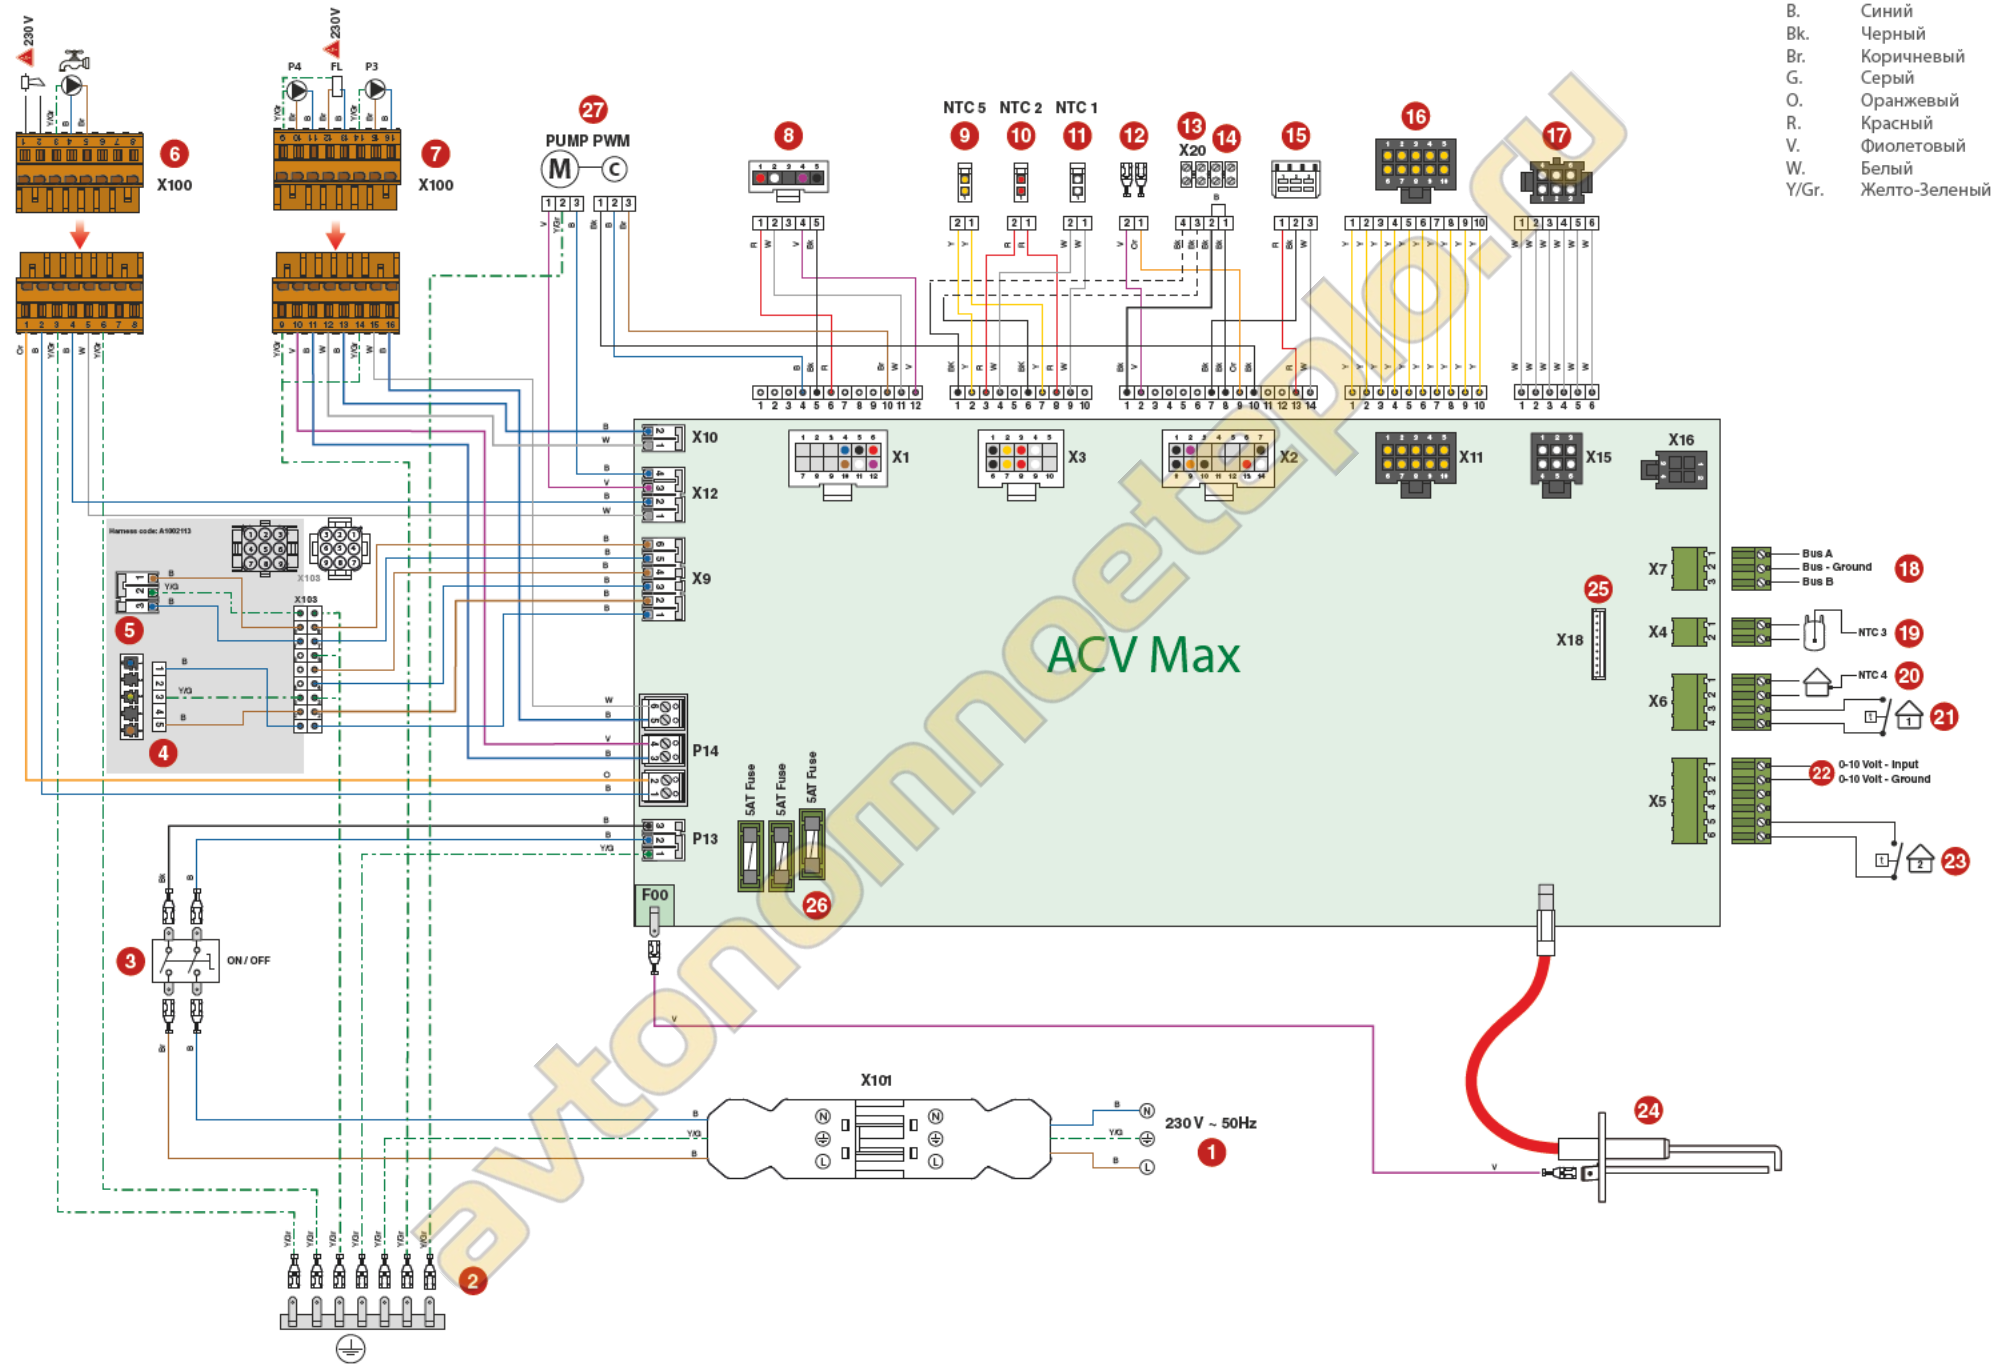 B. Синий
Bk. Черный
Br. Коричневый
G. Серый
O. Оранжевый
R. Красный
V. Фиолетовый
W. Белый
Y/Gr. Желто-Зеленый
230 V
230 V
P4 FL P3
6
X100
7
X100
27
PUMP PWM
M C
8
NTC 5 NTC 2 NTC 1
9 10 11 12 13 14 15 16 17
X20
X10
X12
X9
P14
P13
F00
X1 X3 X2 X11 X15 X16
Harness code: A1002113
X103
X103
5
4
ACV Max
X18
25
X7
Bus A
Bus - Ground
Bus B
18
X4
NTC 3
19
X6
NTC 4
20
21
X5
0-10 Volt - Input
22
0-10 Volt - Ground
23
5AT Fuse
5AT Fuse
5AT Fuse
26
3
ON / OFF
X101
N N N
L L L
230 V ~ 50Hz
1
24
2
avtonomnoeteplo.ru